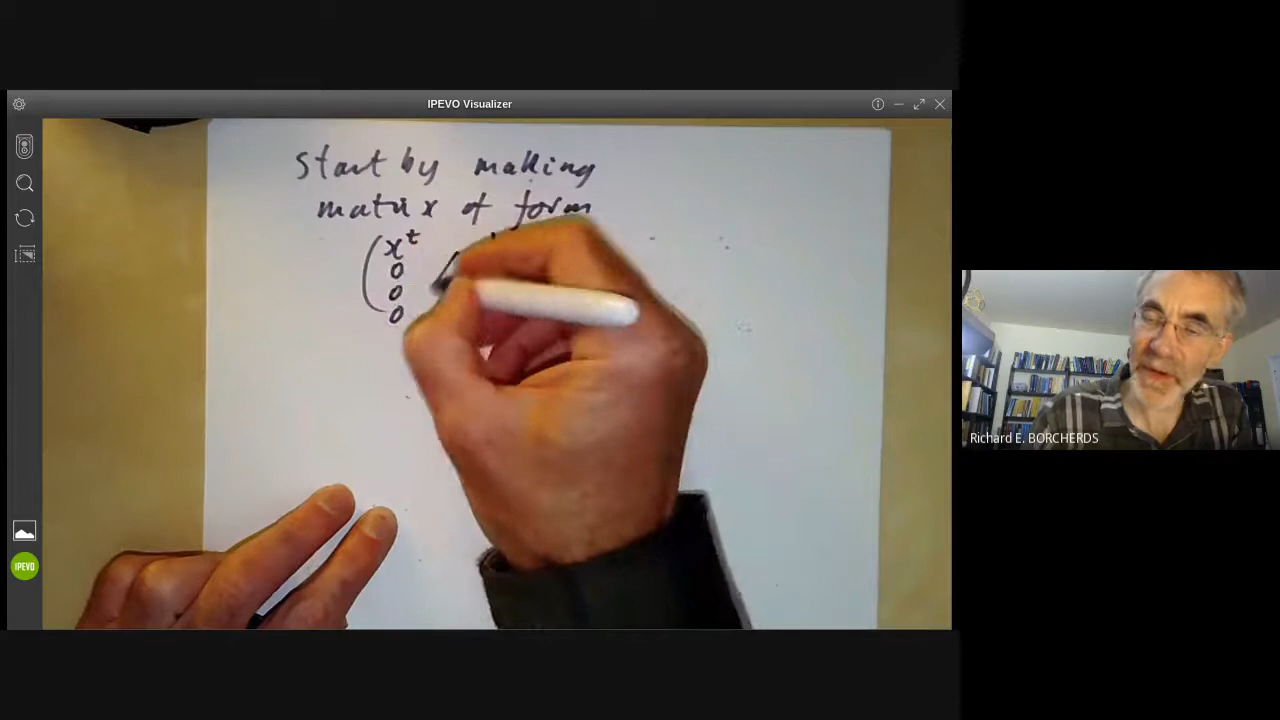 IPEVO Visualizer
Start by making
matrix of form
x^t
0
0
0
IPEVO
Richard E. BORCHERDS